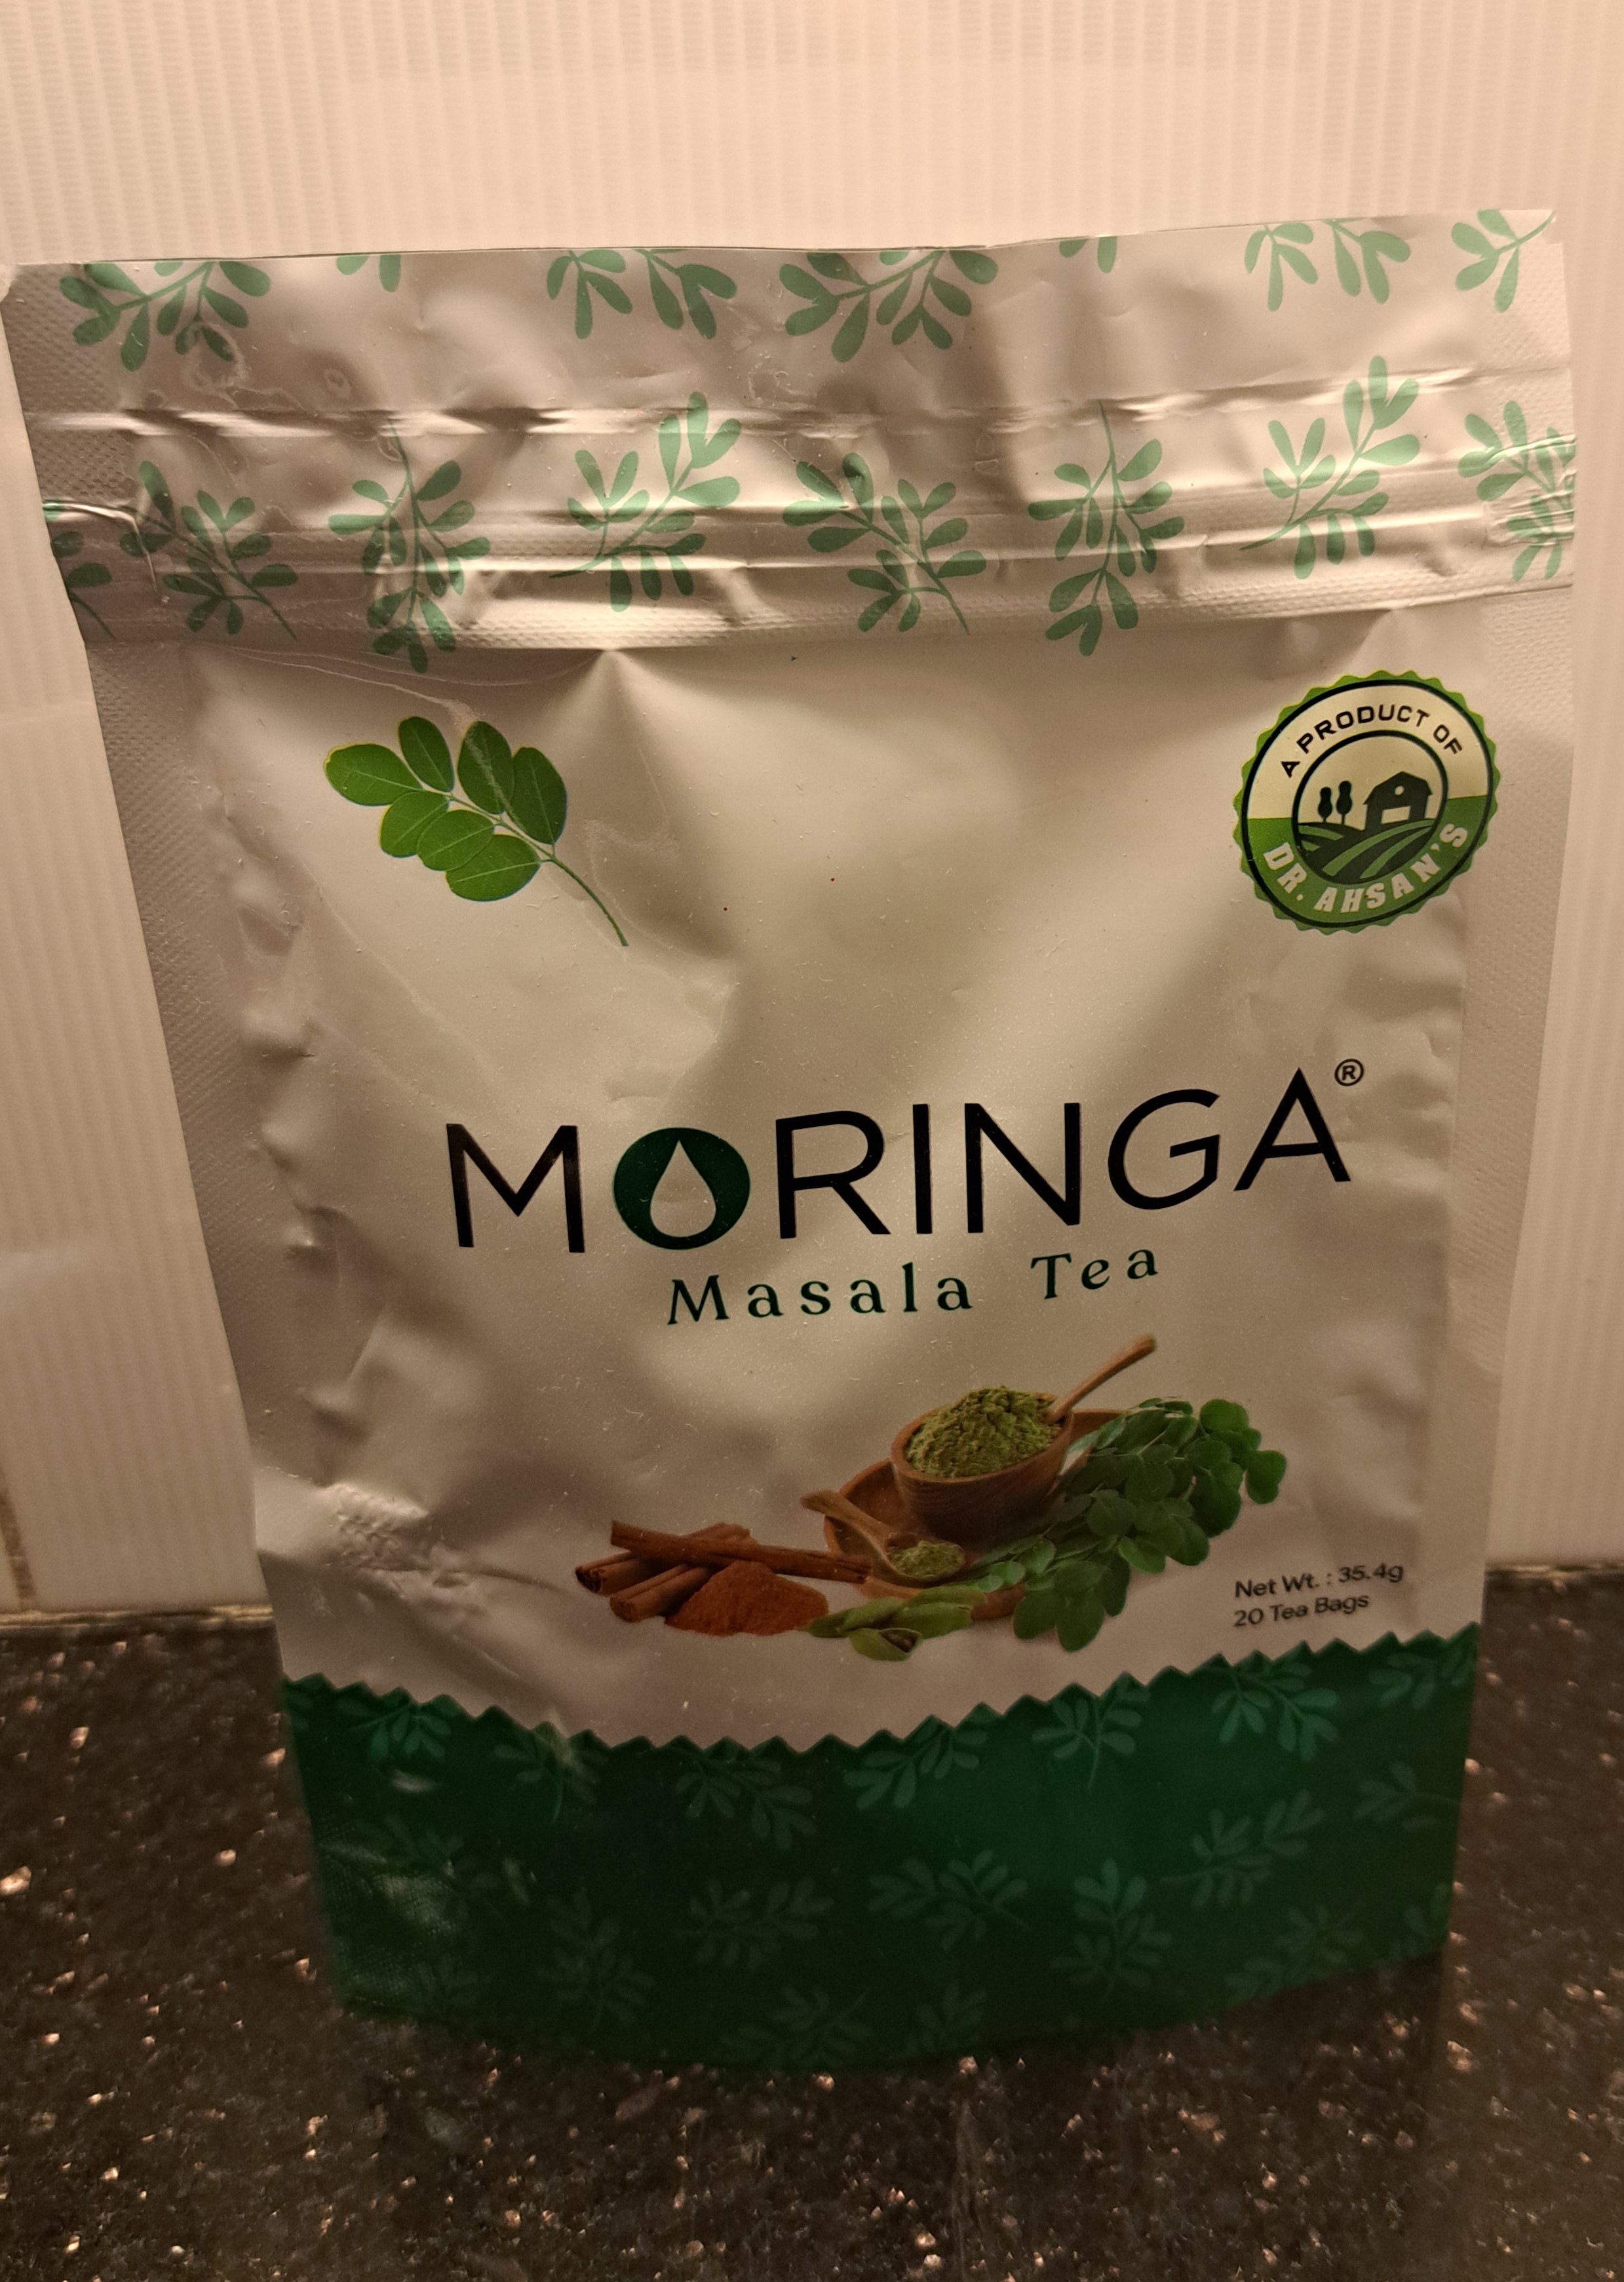 A PRODUCT OF
DR. AHSAN'S
MORINGA®
Masala Tea
Net Wt. : 35.4g
20 Tea Bags